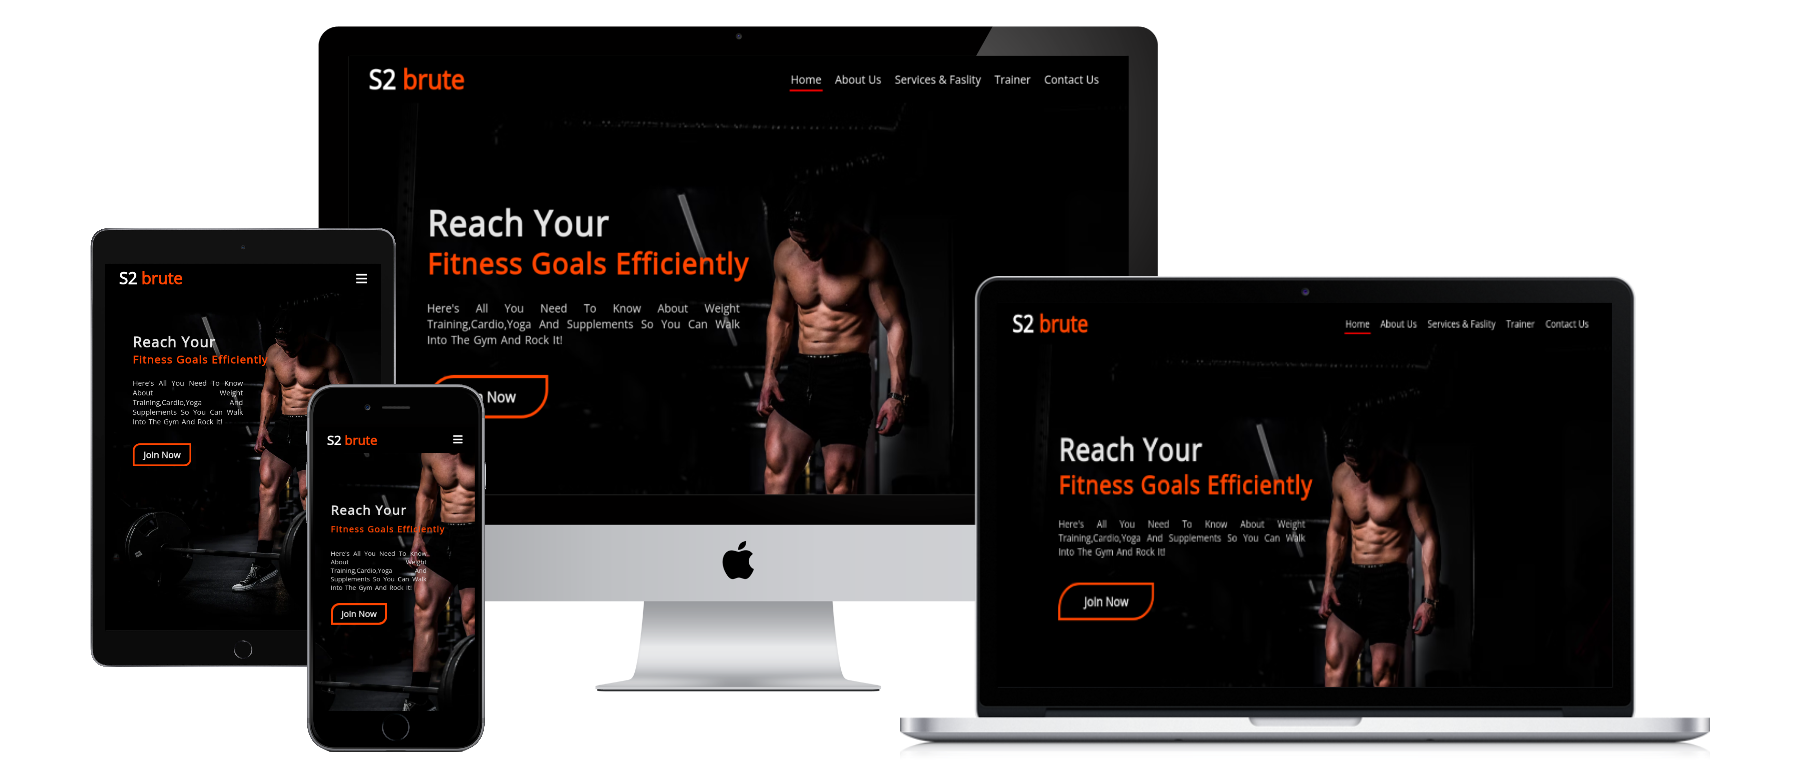 S2 brute
Home About Us Services & Faslity Trainer Contact Us
Reach Your
Fitness Goals Efficiently
Here's All You Need To Know About Weight
Training,Cardio,Yoga And Supplements So You Can Walk
Into The Gym And Rock It!
Now
S2 brute
Reach Your
Fitness Goals Efficiently
Here's All You Need To Know
About Weight
Training,Cardio,Yoga And
Supplements So You Can Walk
Into The Gym And Rock It!
Join Now
S2 brute
Reach Your
Fitness Goals Efficiently
Here's All You Need To Know
About Weight
Training,Cardio,Yoga And
Supplements So You Can Walk
Into The Gym And Rock It!
Join Now
S2 brute
Home About Us Services & Faslity Trainer Contact Us
Reach Your
Fitness Goals Efficiently
Here's All You Need To Know About Weight
Training,Cardio,Yoga And Supplements So You Can Walk
Into The Gym And Rock It!
Join Now